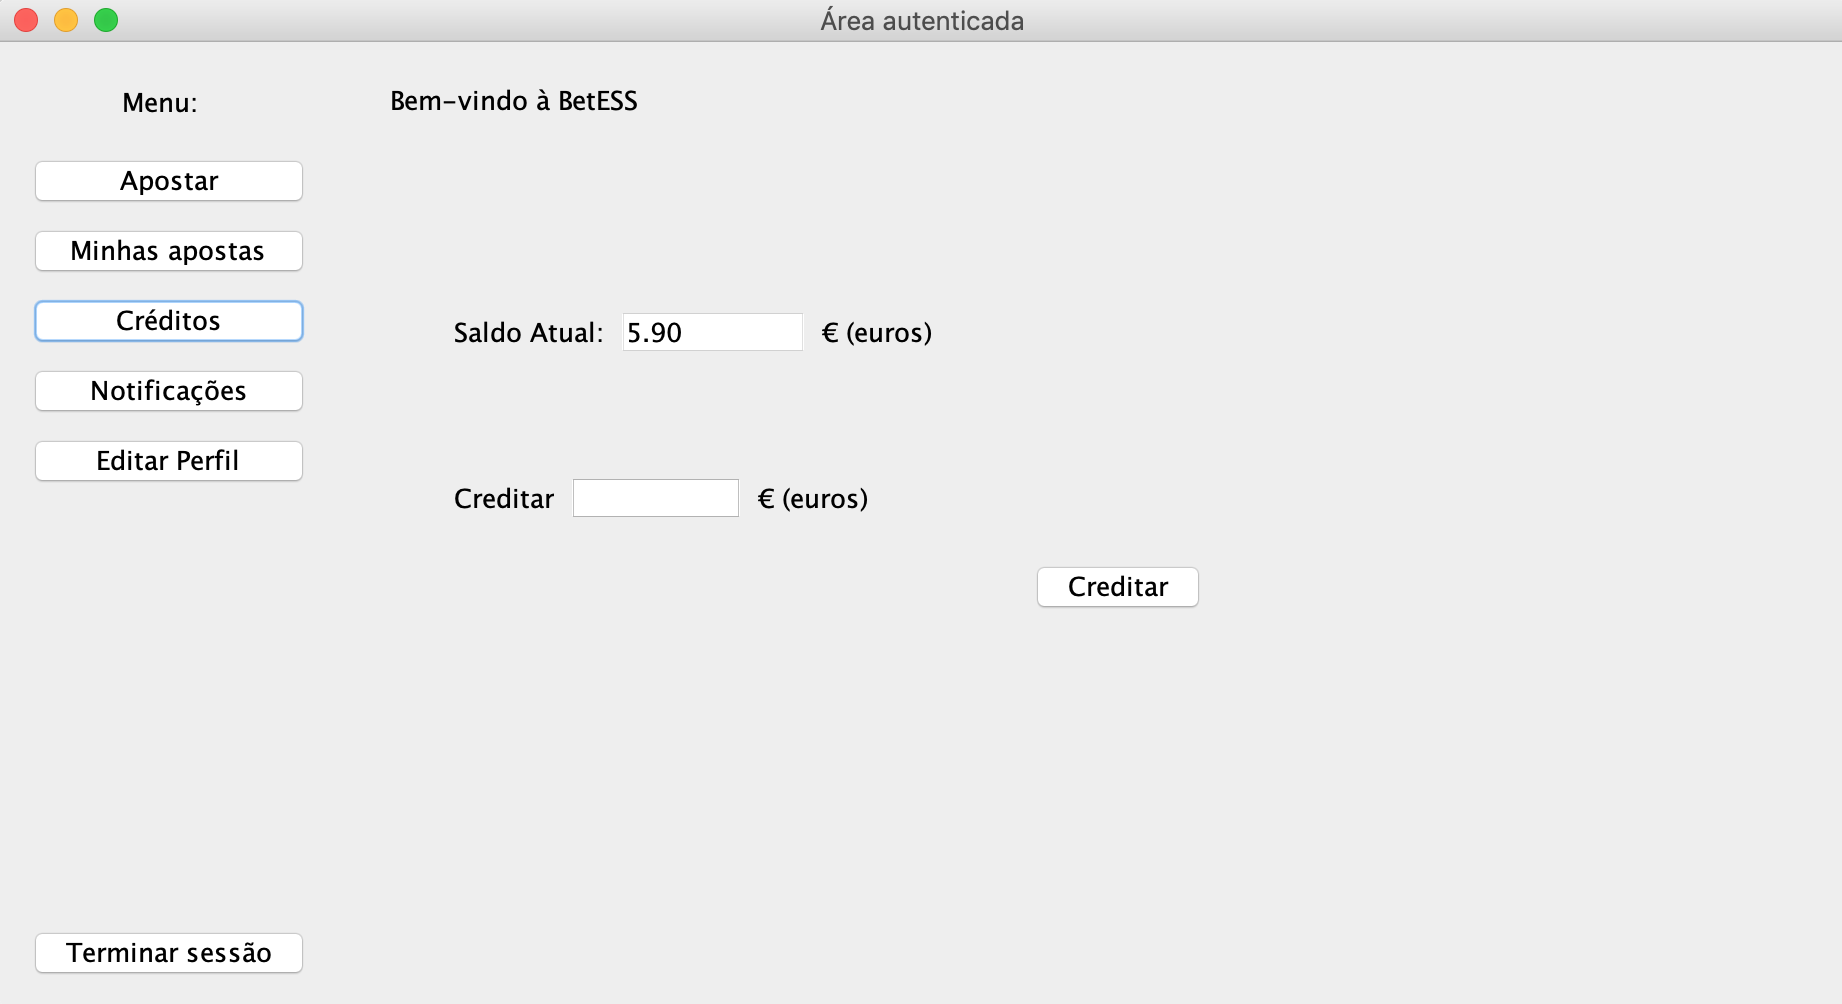 Área autenticada
Menu:
Bem-vindo à BetESS
Apostar
Minhas apostas
Créditos
Saldo Atual: 5.90 € (euros)
Notificações
Editar Perfil
Creditar € (euros)
Creditar
Terminar sessão